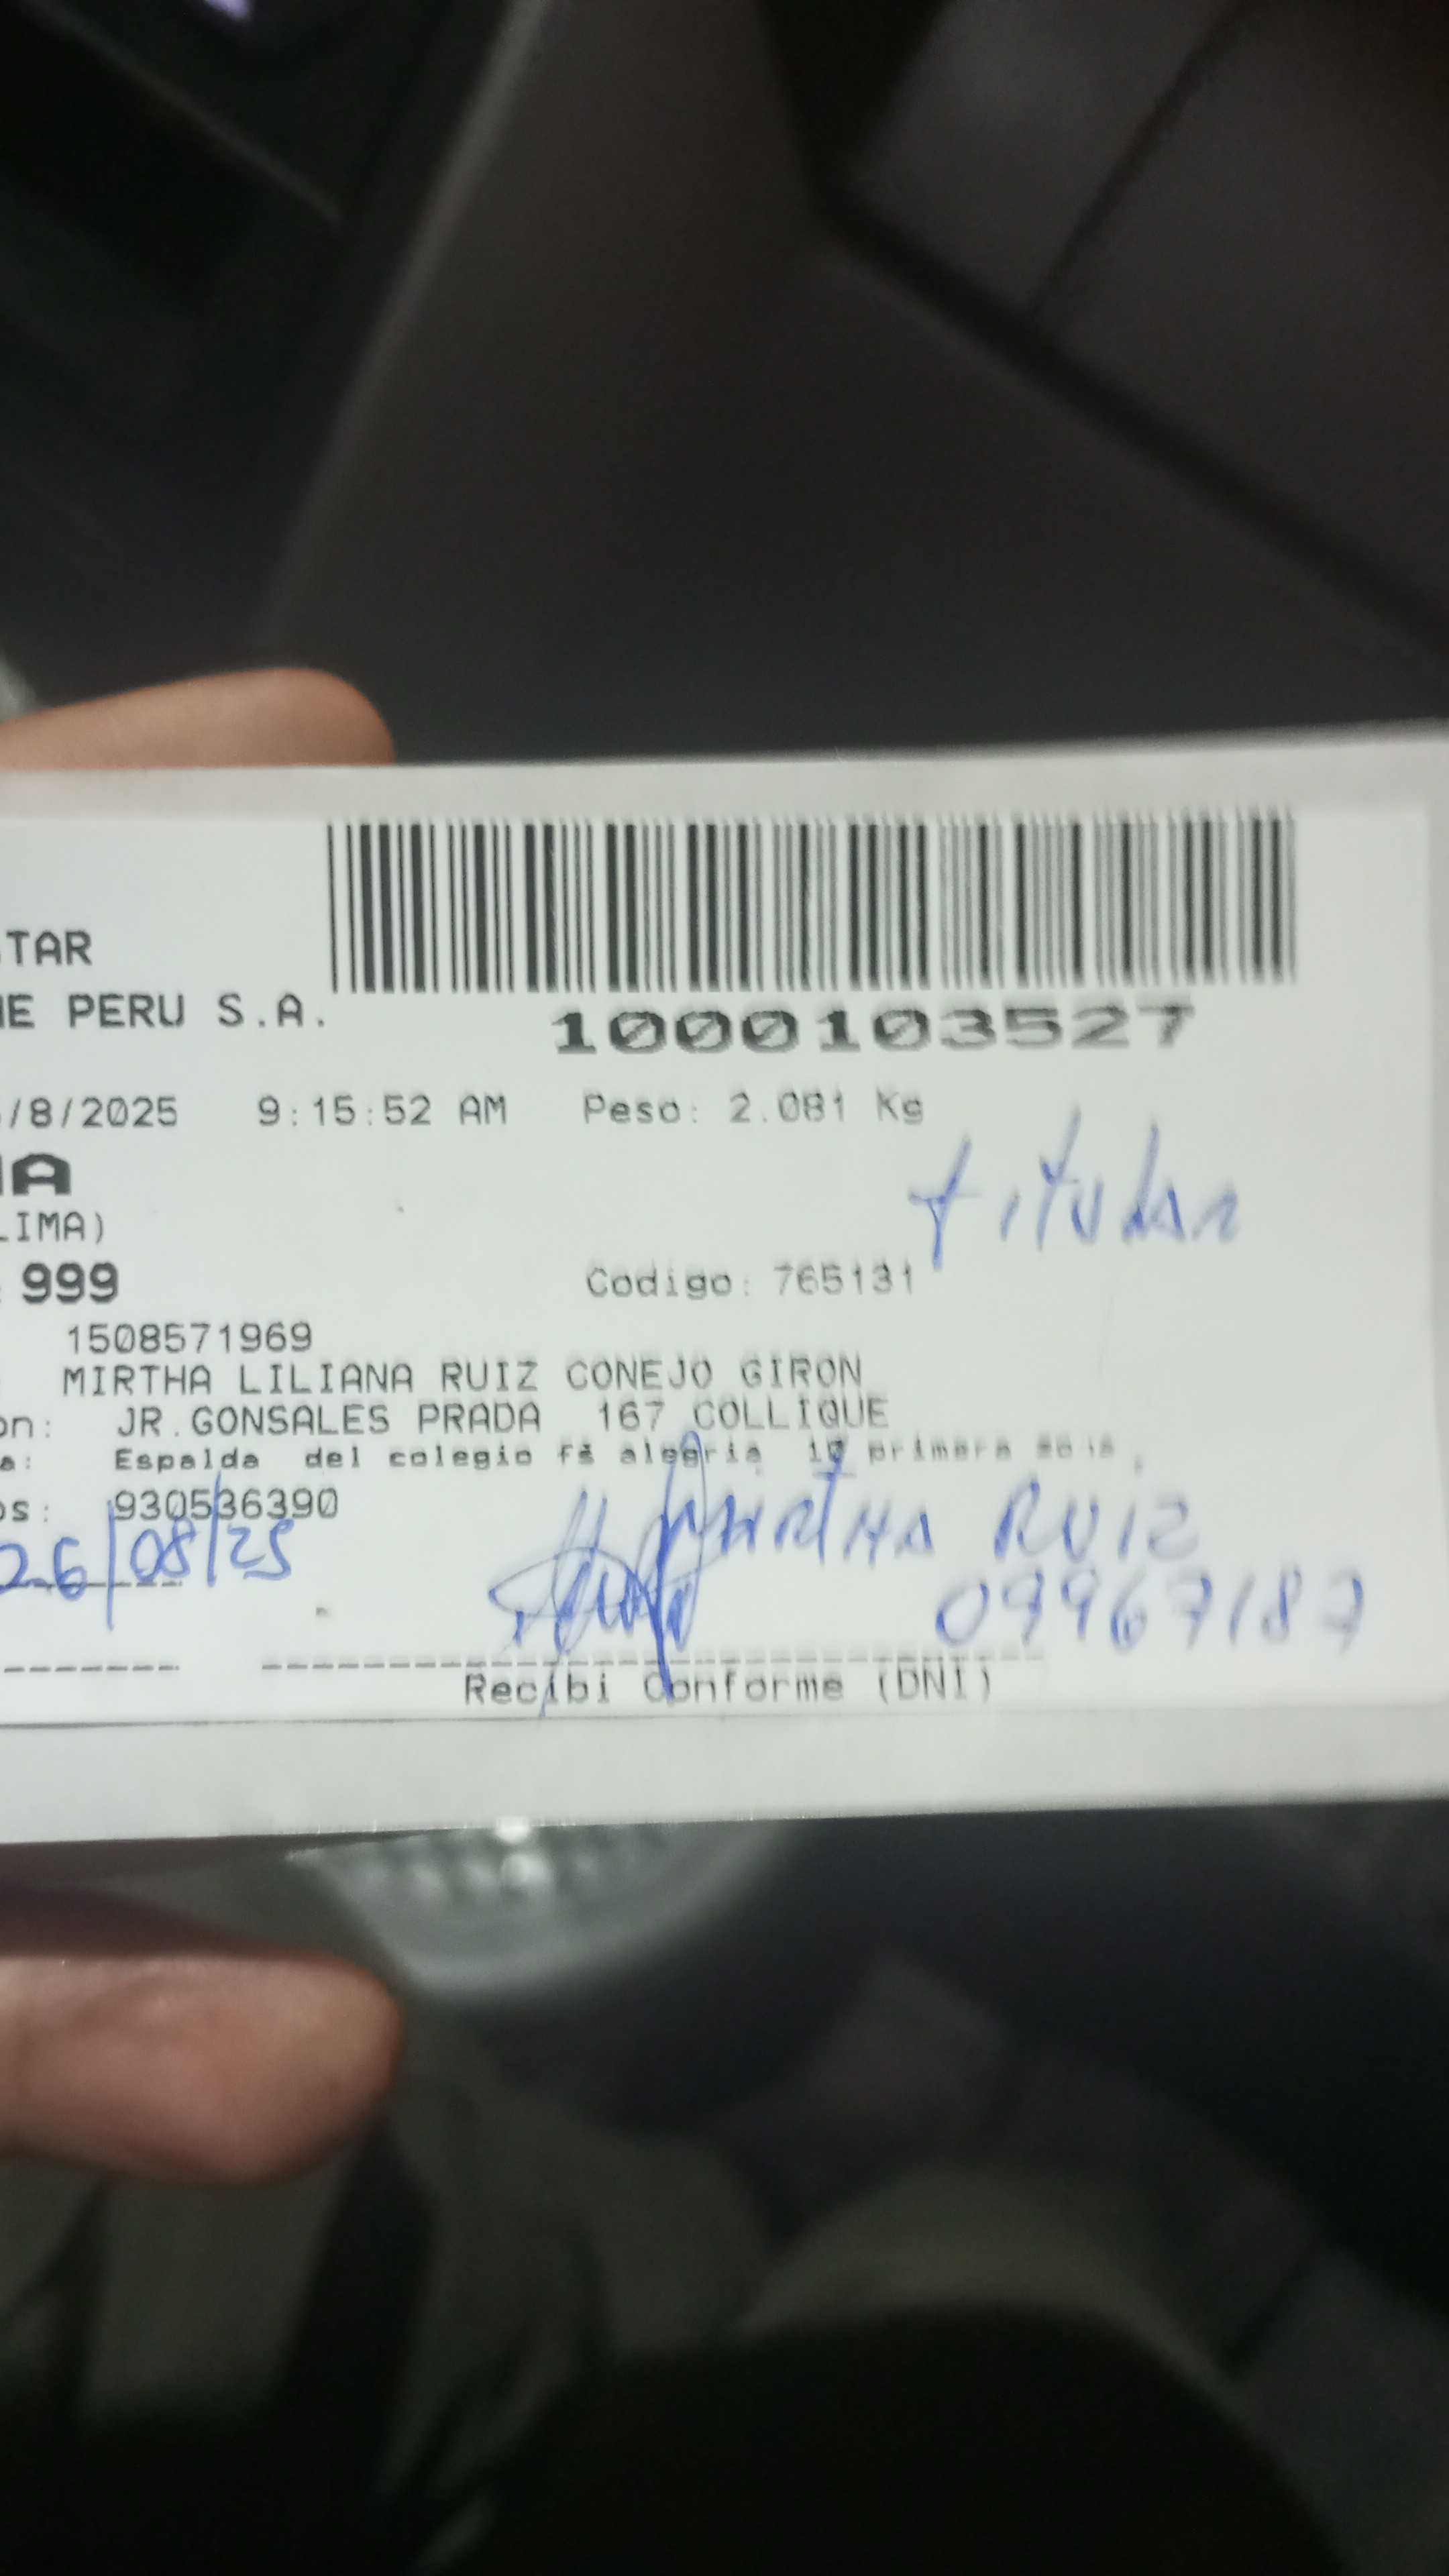 TAR
E PERU S.A.
1000103527
/8/2025 9:15:52 AM Peso: 2.081 Kg
A
LIMA)
titular
999
Codigo: 765131
1508571969
MIRTHA LILIANA RUIZ CONEJO GIRON
on: JR.GONSALES PRADA 167 COLLIQUE
a: Espalda del colegio fe alegria 10 primera
os: 930536390
26/08/25
MIRTHA RUIZ
09967187
Recibi Conforme (DNI)